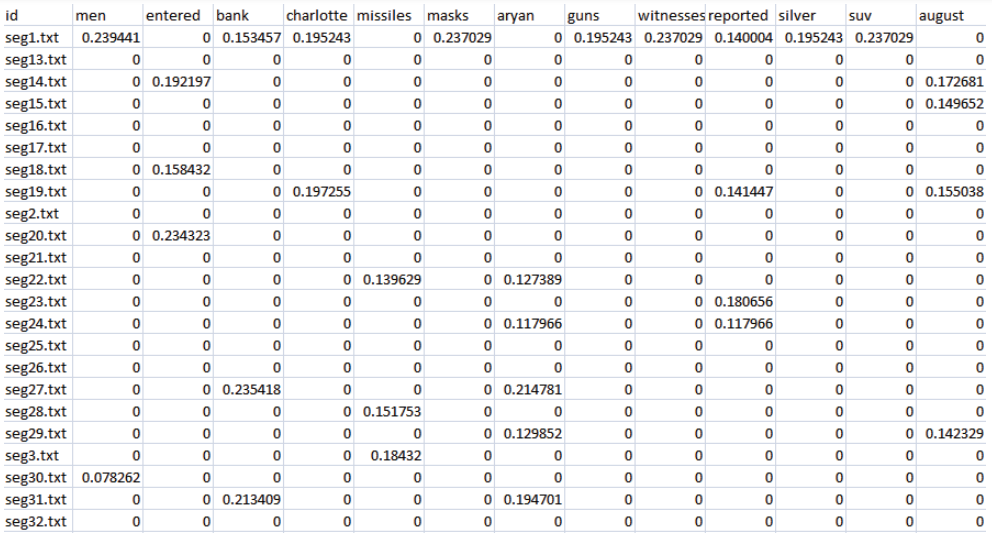 id men entered bank charlotte missiles masks aryan guns witnesses reported silver suv august
seg1.txt 0.239441 0 0.153457 0.195243 0 0.237029 0 0.195243 0.237029 0.140004 0.195243 0.237029 0
seg13.txt 0 0 0 0 0 0 0 0 0 0 0 0 0
seg14.txt 0 0.192197 0 0 0 0 0 0 0 0 0 0 0.172681
seg15.txt 0 0 0 0 0 0 0 0 0 0 0 0 0.149652
seg16.txt 0 0 0 0 0 0 0 0 0 0 0 0 0
seg17.txt 0 0 0 0 0 0 0 0 0 0 0 0 0
seg18.txt 0 0.158432 0 0 0 0 0 0 0 0 0 0 0
seg19.txt 0 0 0 0.197255 0 0 0 0 0 0.141447 0 0 0.155038
seg2.txt 0 0 0 0 0 0 0 0 0 0 0 0 0
seg20.txt 0 0.234323 0 0 0 0 0 0 0 0 0 0 0
seg21.txt 0 0 0 0 0 0 0 0 0 0 0 0 0
seg22.txt 0 0 0 0 0.139629 0 0.127389 0 0 0 0 0 0
seg23.txt 0 0 0 0 0 0 0 0 0 0.180656 0 0 0
seg24.txt 0 0 0 0 0 0 0.117966 0 0 0.117966 0 0 0
seg25.txt 0 0 0 0 0 0 0 0 0 0 0 0 0
seg26.txt 0 0 0 0 0 0 0 0 0 0 0 0 0
seg27.txt 0 0 0.235418 0 0 0 0.214781 0 0 0 0 0 0
seg28.txt 0 0 0 0 0.151753 0 0 0 0 0 0 0 0
seg29.txt 0 0 0 0 0 0 0.129852 0 0 0 0 0 0.142329
seg3.txt 0 0 0 0 0.18432 0 0 0 0 0 0 0 0
seg30.txt 0.078262 0 0 0 0 0 0 0 0 0 0 0 0
seg31.txt 0 0 0.213409 0 0 0 0.194701 0 0 0 0 0 0
seg32.txt 0 0 0 0 0 0 0 0 0 0 0 0 0